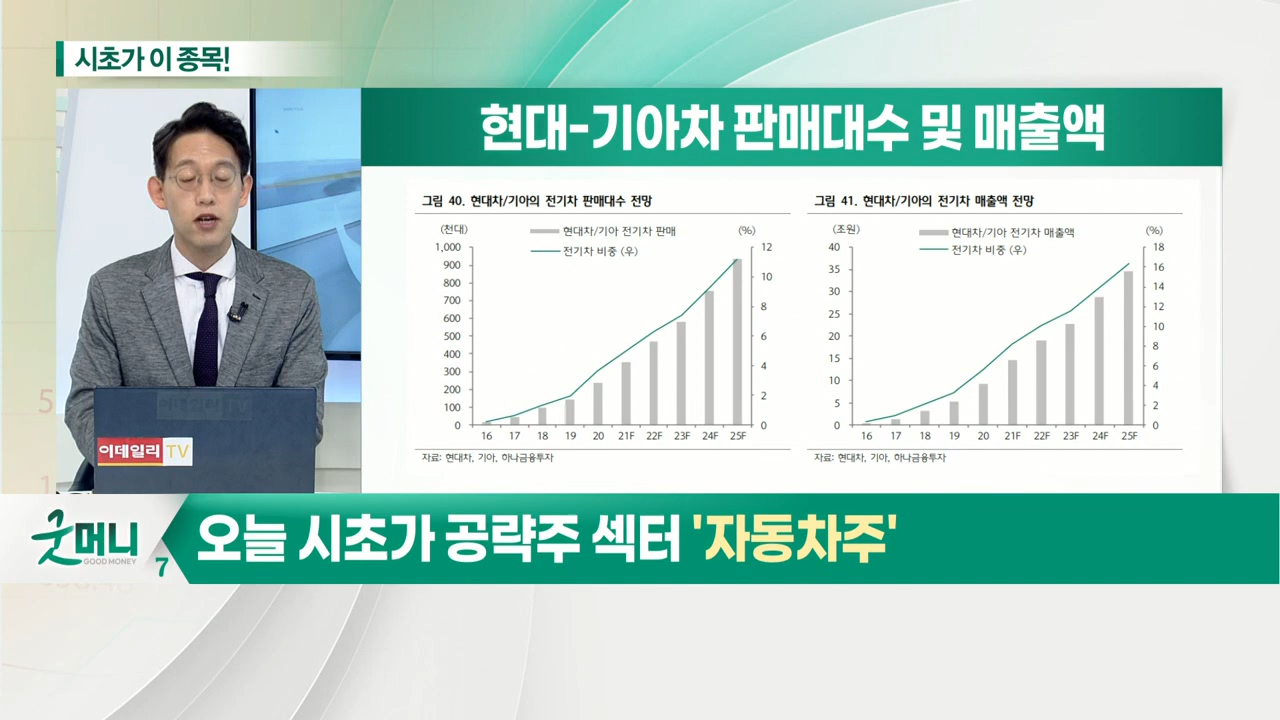 시초가 이 종목!
현대-기아차 판매대수 및 매출액
그림 40. 현대차/기아의 전기차 판매대수 전망
(천대)
현대차/기아 전기차 판매
(%)
전기차 비중 (우)
1,000
900
800
700
600
500
400
300
200
100
0
12
10
8
6
4
2
0
16 17 18 19 20 21F 22F 23F 24F 25F
자료: 현대차, 기아, 하나금융투자
그림 41. 현대차/기아의 전기차 매출액 전망
(조원)
현대차/기아 전기차 매출액
(%)
전기차 비중 (우)
40
35
30
25
20
15
10
5
0
18
16
14
12
10
8
6
4
2
0
16 17 18 19 20 21F 22F 23F 24F 25F
자료: 현대차, 기아, 하나금융투자
이데일리TV
이데일리TV
굿머니
GOOD MONEY
7
오늘 시초가 공략주 섹터 '자동차주'
5
1